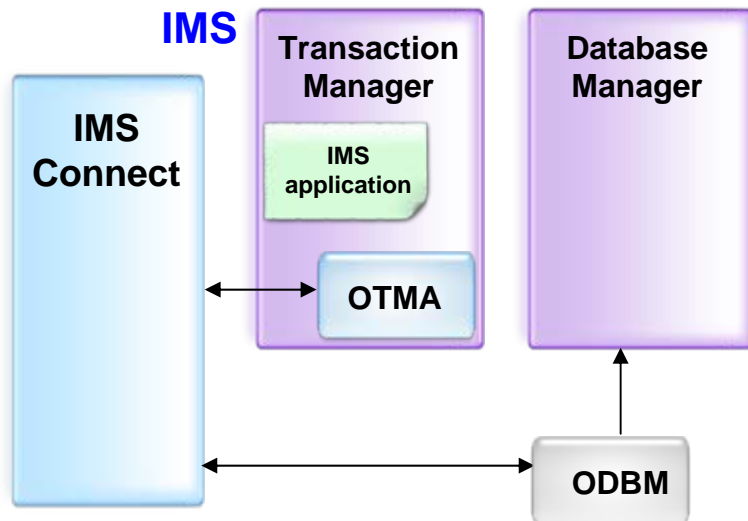 IMS
Transaction
Manager
Database
Manager
IMS
Connect
IMS
application
OTMA
ODBM